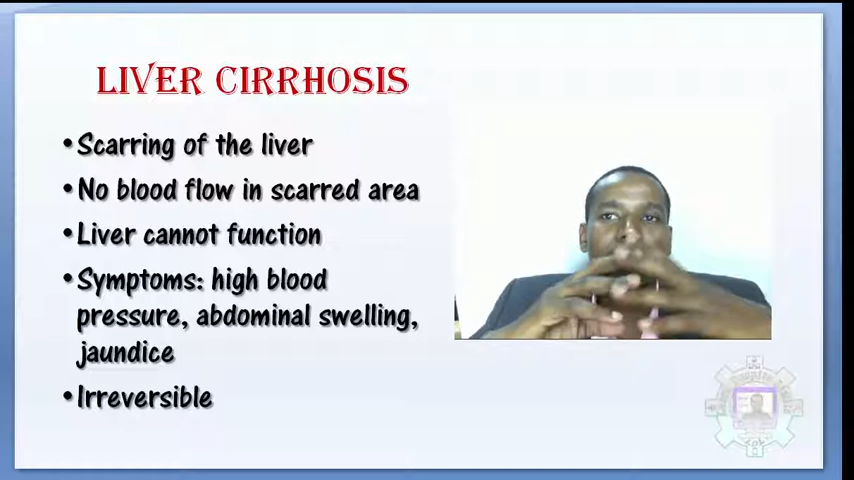 LIVER CIRRHOSIS
• Scarring of the liver
• No blood flow in scarred area
• Liver cannot function
• Symptoms: high blood
pressure, abdominal swelling,
jaundice
• Irreversible